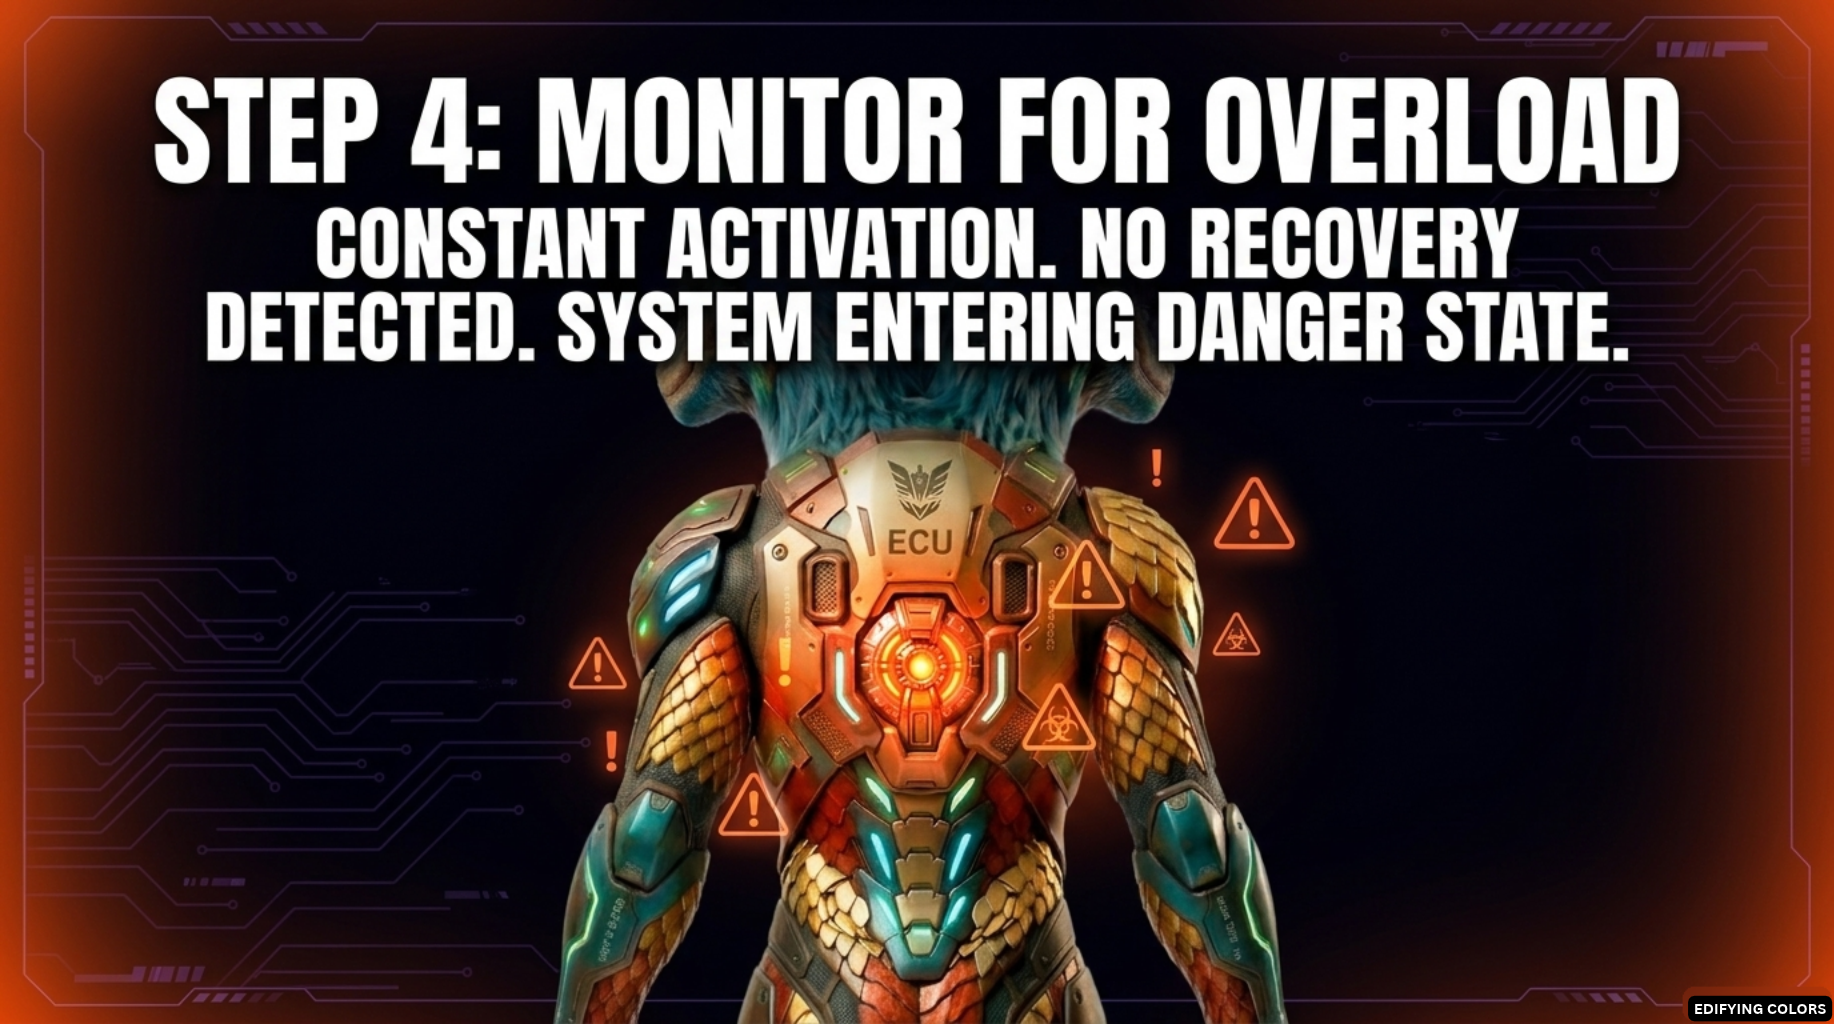 STEP 4: MONITOR FOR OVERLOAD
CONSTANT ACTIVATION. NO RECOVERY
DETECTED. SYSTEM ENTERING DANGER STATE.
ECU
EDIFYING COLORS